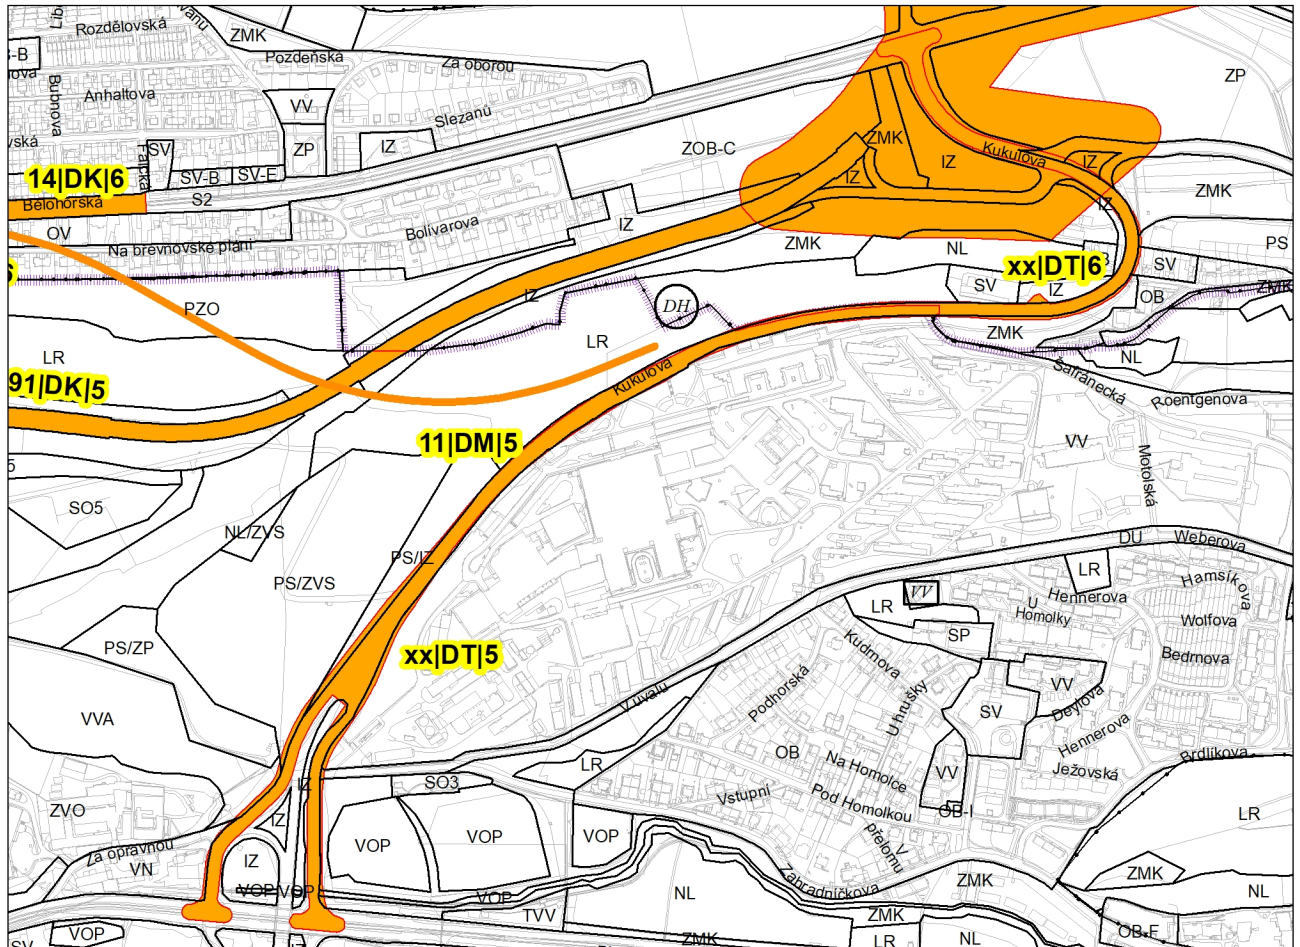 Rozdělovská
ZMK
Pozdeňská
Za oborou
ZP
Anhaltova
Bubnova
VV
Slezanů
SV
ZP
IZ
ZOB-C
ZMK
IZ
Kukulova
IZ
14|DK|6
SV-B
SV-E
IZ
ZMK
Bělohorská
S2
IZ
OV
Na břevnovské pláni
Bolívarova
IZ
ZMK
NL
PS
xx|DT|6
SV
PZO
IZ
DH
SV
IZ
OB
ZMK
LR
LR
ZMK
NL
91|DK|5
Kukulova
Šafránecká
Roentgenova
11|DM|5
VV
Motolská
SO5
NL/ZVS
PS/IZ
DU
Weberova
PS/ZVS
LR
Hamsíkova
VV
Hennerova
LR
U Homolky
Wolfova
PS/ZP
xx|DT|5
SP
Kudrnova
Bedrnova
VVA
V úvalu
Podhorská
U hrušky
VV
SV
Deylova
Hennerova
Brdlíkova
OB
LR
Na Homolce
VV
Ježovská
IZ
SO3
ZVO
Vstupní
Pod Homolkou
OB-I
LR
IZ
VOP
VOP
VOP
V přelomu
Za opravnou
VN
IZ
Zahradníčkova
ZMK
ZMK
VOP/VOP
VOP
NL
NL
TVV
ZMK
VOP
OB-F
SV
IZ
ZMK
LR
NL